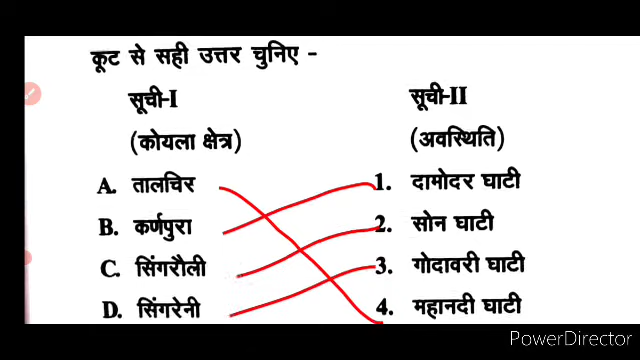 कूट से सही उत्तर चुनिए -
सूची-I सूची-II
(कोयला क्षेत्र) (अवस्थिति)
A. तालचिर 1. दामोदर घाटी
B. कर्णपुरा 2. सोन घाटी
C. सिंगरौली 3. गोदावरी घाटी
D. सिंगरेनी 4. महानदी घाटी
PowerDirector